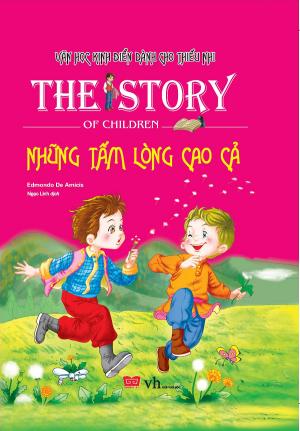 VĂN HỌC KINH ĐIỂN DÀNH CHO THIẾU NHI
THE STORY
OF CHILDREN
NHỮNG TẤM LÒNG CAO CẢ
Edmondo De Amicis
Ngọc Linh dịch
vh